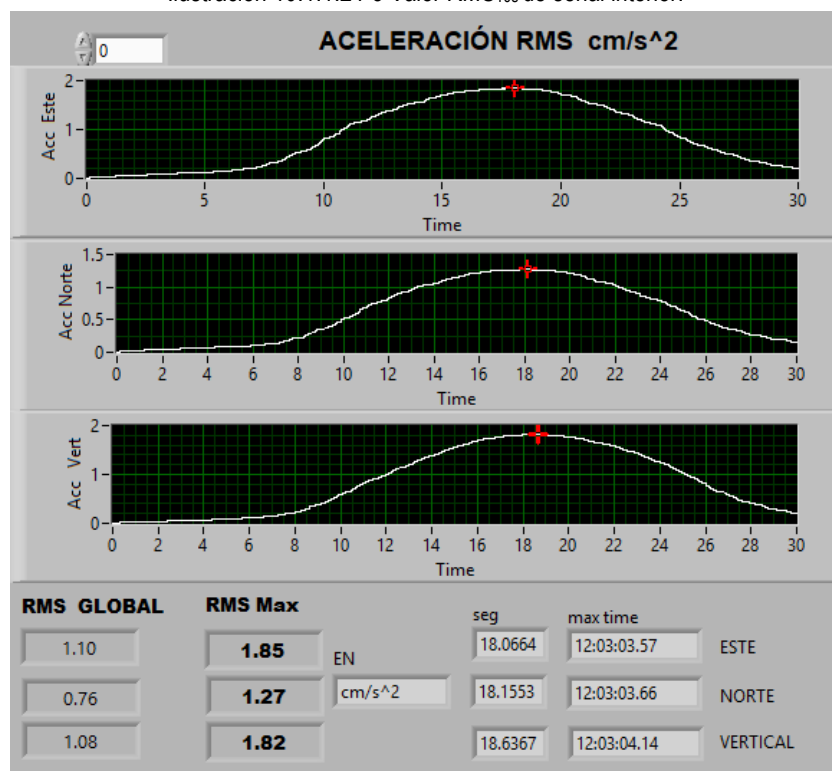 0
ACELERACIÓN RMS cm/s^2
2
1
0
Acc Este
0 5 10 15 20 25 30
Time
1.5
1
0.5
0
Acc Norte
0 2 4 6 8 10 12 14 16 18 20 22 24 26 28 30
Time
2
1
0
Acc Vert
0 2 4 6 8 10 12 14 16 18 20 22 24 26 28 30
Time
RMS GLOBAL RMS Max seg max time
1.10 1.85 18.0664 12:03:03.57 ESTE
EN
0.76 1.27 cm/s^2 18.1553 12:03:03.66 NORTE
1.08 1.82 18.6367 12:03:04.14 VERTICAL